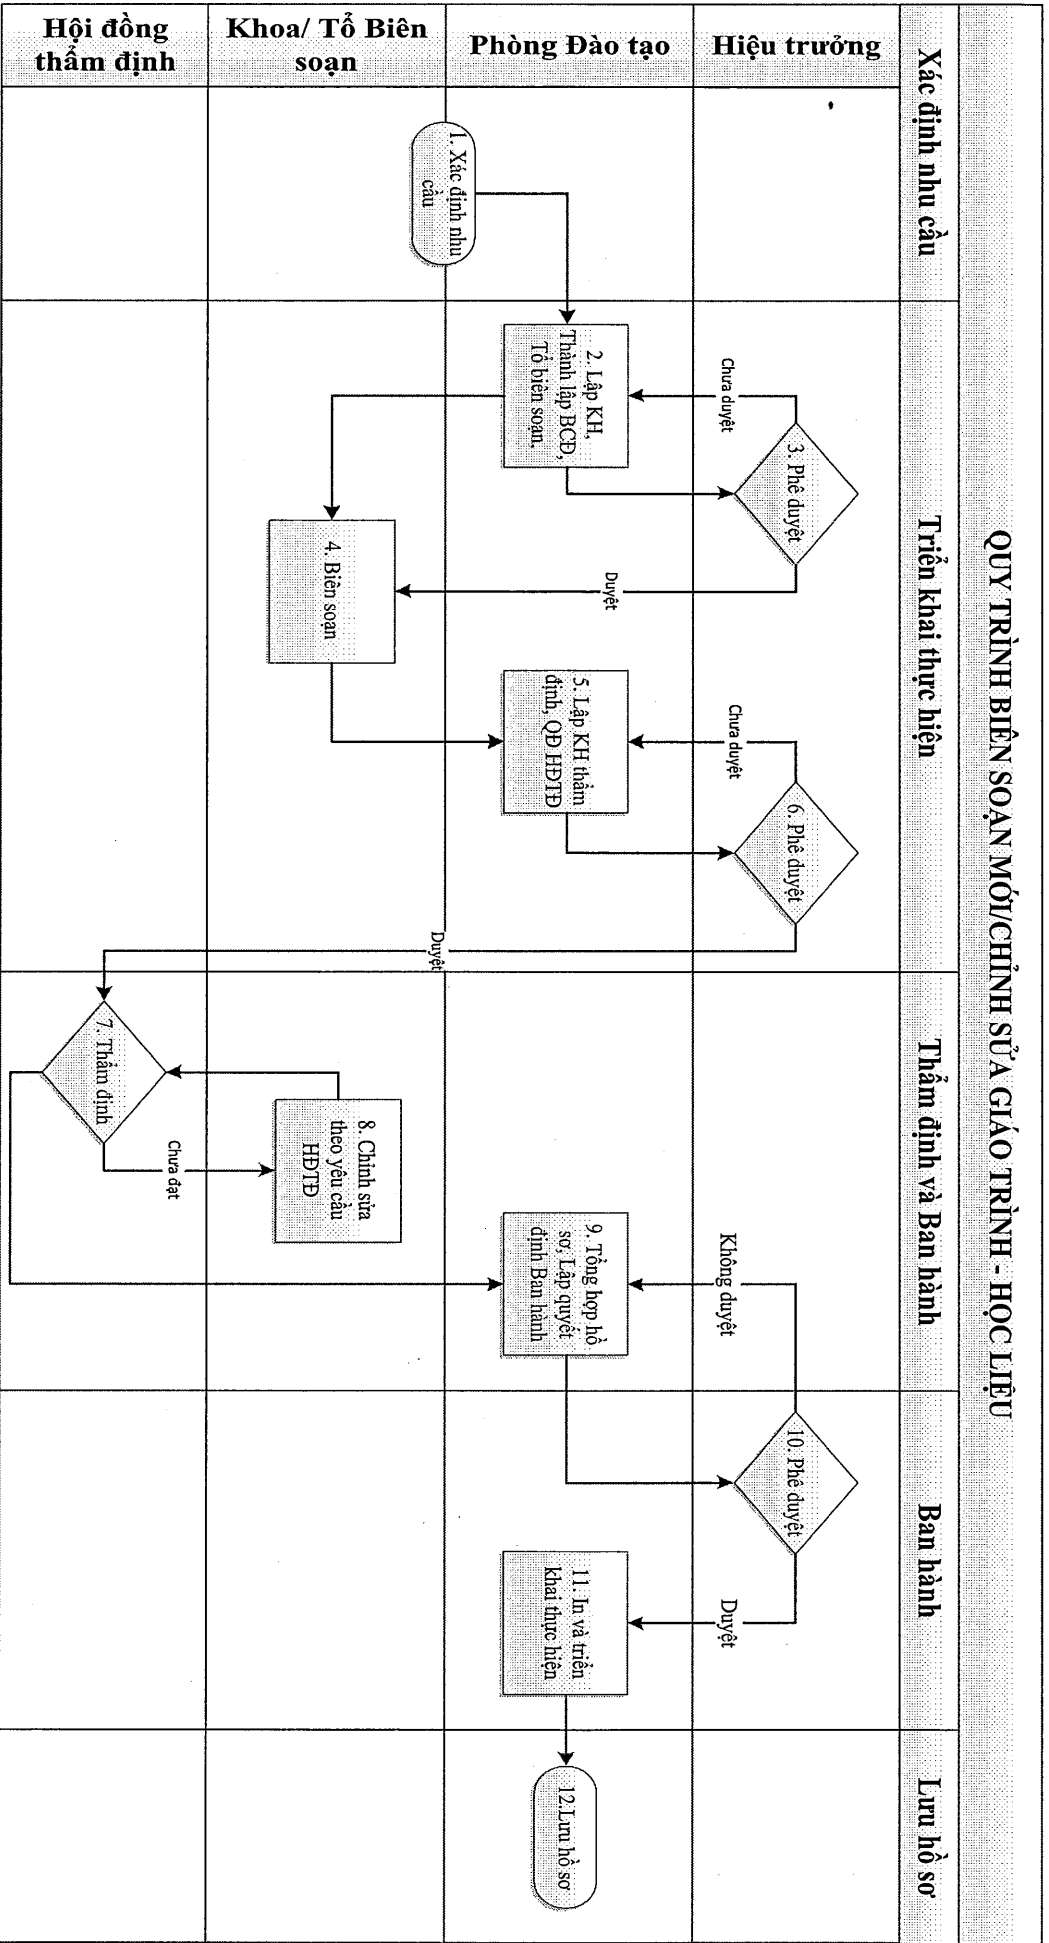 QUY TRÌNH BIÊN SOẠN MỚI/CHỈNH SỬA GIÁO TRÌNH - HỌC LIỆU
Xác định nhu cầu
Triển khai thực hiện
Thẩm định và Ban hành
Ban hành
Lưu hồ sơ
Hiệu trưởng
Phòng Đào tạo
Khoa/ Tổ Biên
soạn
Hội đồng
thẩm định
1. Xác định nhu
cầu
2. Lập KH,
Thành lập BCĐ,
Tổ biên soạn,
Chưa duyệt
3. Phê duyệt
Duyệt
4. Biên soạn
5. Lập KH thẩm
định, QĐ HĐTĐ
Chưa duyệt
6. Phê duyệt
Duyệt
7. Thẩm định
Chưa đạt
8. Chỉnh sửa
theo yêu cầu
HĐTĐ
9. Tổng hợp hồ
sơ, Lập quyết
định Ban hành
Không duyệt
10. Phê duyệt
Duyệt
11. In và triển
khai thực hiện
12.Lưu hồ sơ